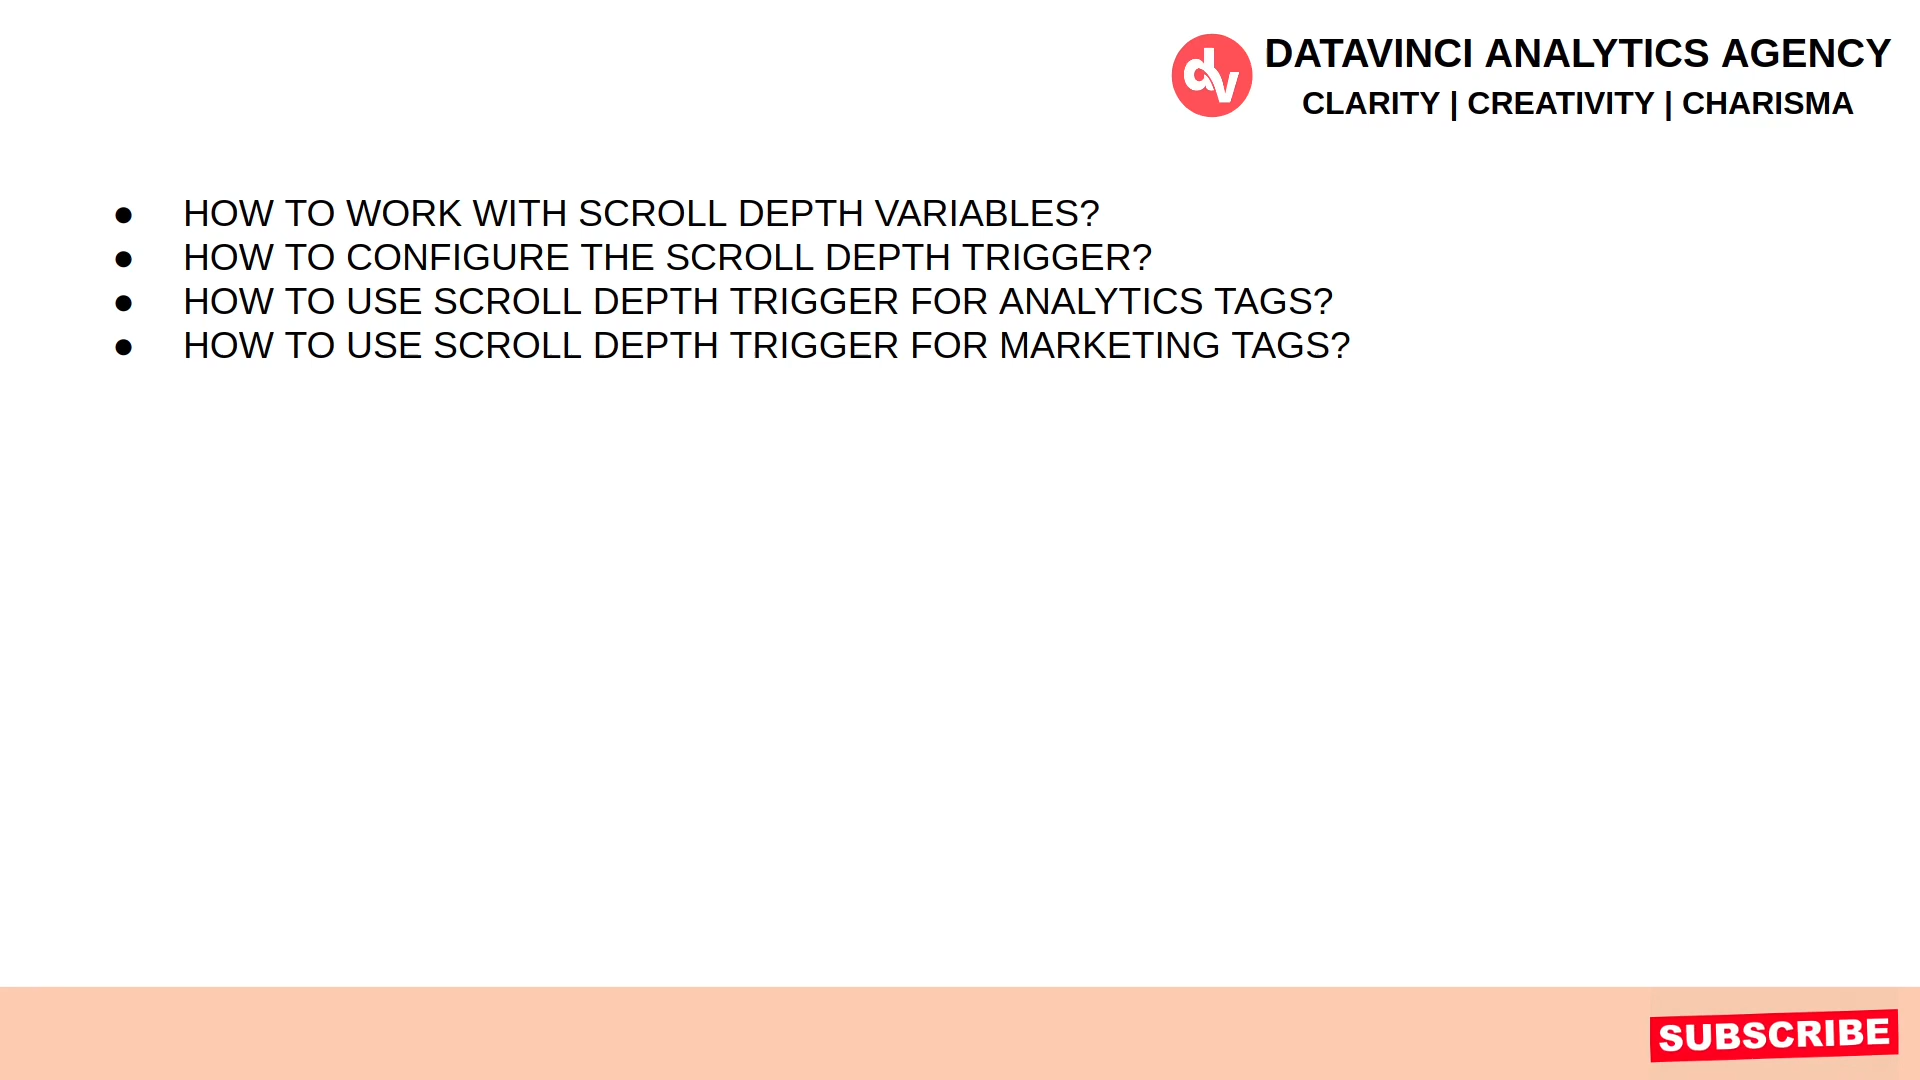 dv
DATAVINCI ANALYTICS AGENCY
CLARITY | CREATIVITY | CHARISMA
● HOW TO WORK WITH SCROLL DEPTH VARIABLES?
● HOW TO CONFIGURE THE SCROLL DEPTH TRIGGER?
● HOW TO USE SCROLL DEPTH TRIGGER FOR ANALYTICS TAGS?
● HOW TO USE SCROLL DEPTH TRIGGER FOR MARKETING TAGS?
SUBSCRIBE